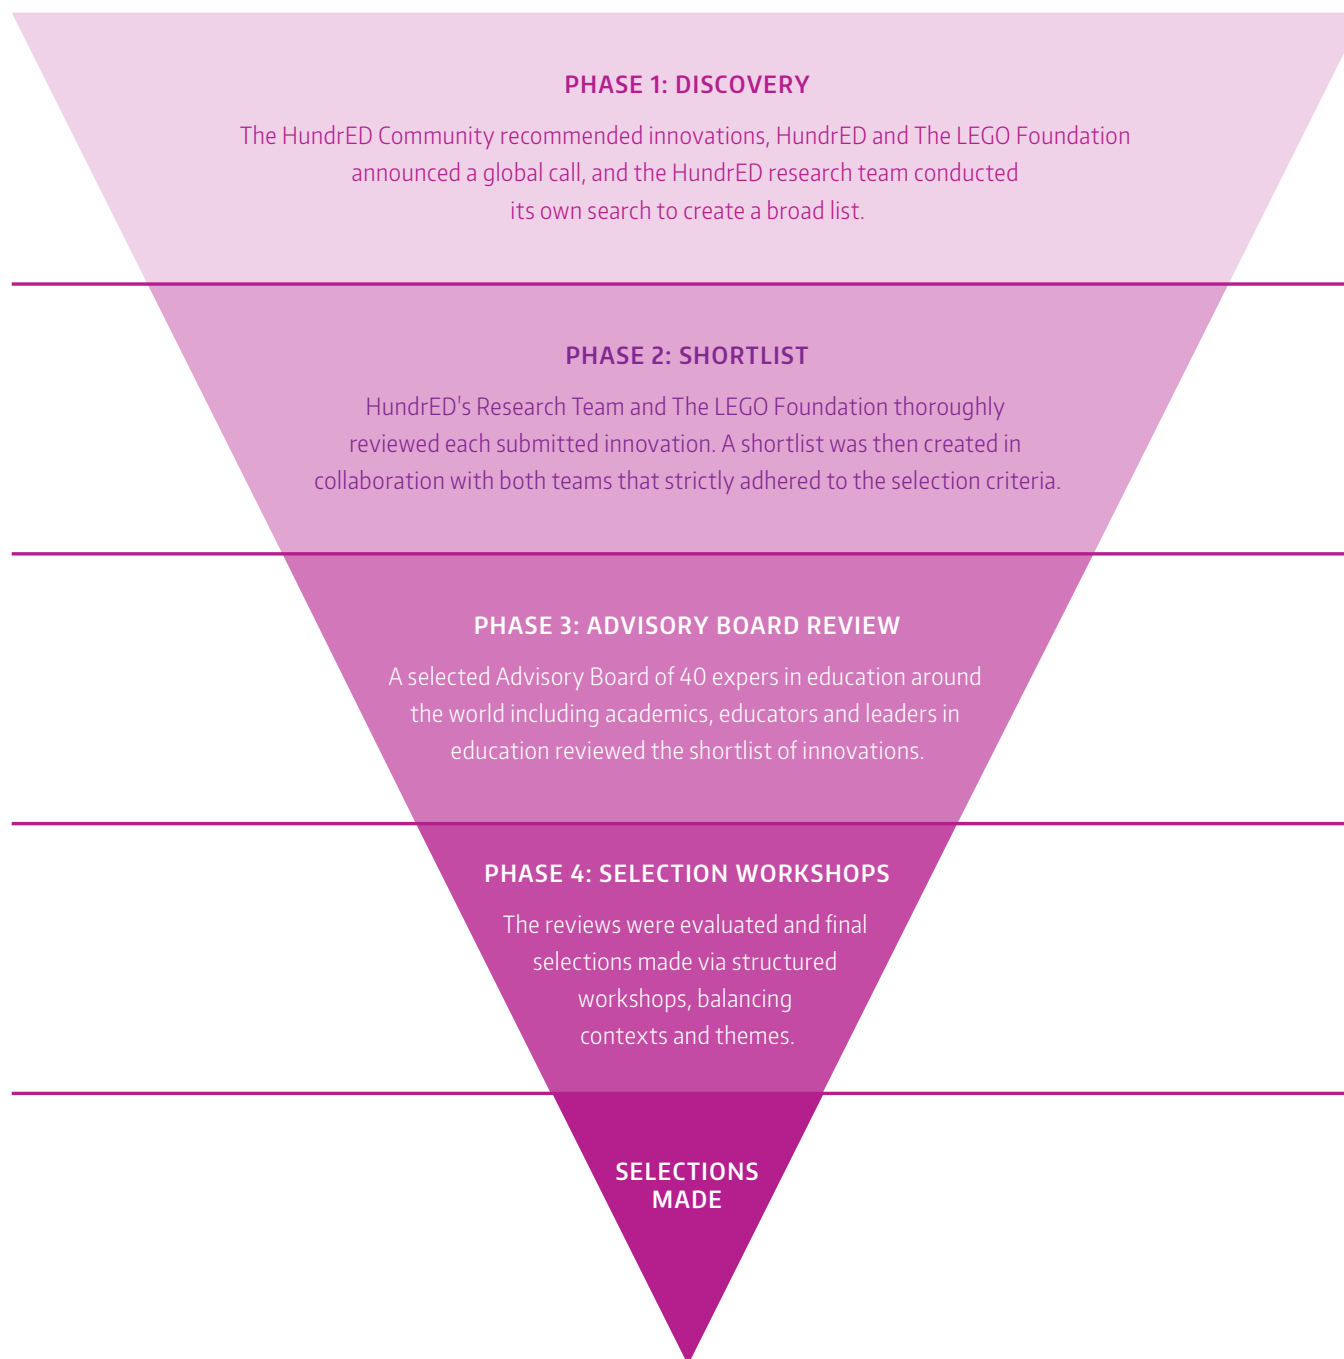 PHASE 1: DISCOVERY
The HundrED Community recommended innovations, HundrED and The LEGO Foundation
announced a global call, and the HundrED research team conducted
its own search to create a broad list.
PHASE 2: SHORTLIST
HundrED's Research Team and The LEGO Foundation thoroughly
reviewed each submitted innovation. A shortlist was then created in
collaboration with both teams that strictly adhered to the selection criteria.
PHASE 3: ADVISORY BOARD REVIEW
A selected Advisory Board of 40 expers in education around
the world including academics, educators and leaders in
education reviewed the shortlist of innovations.
PHASE 4: SELECTION WORKSHOPS
The reviews were evaluated and final
selections made via structured
workshops, balancing
contexts and themes.
SELECTIONS
MADE